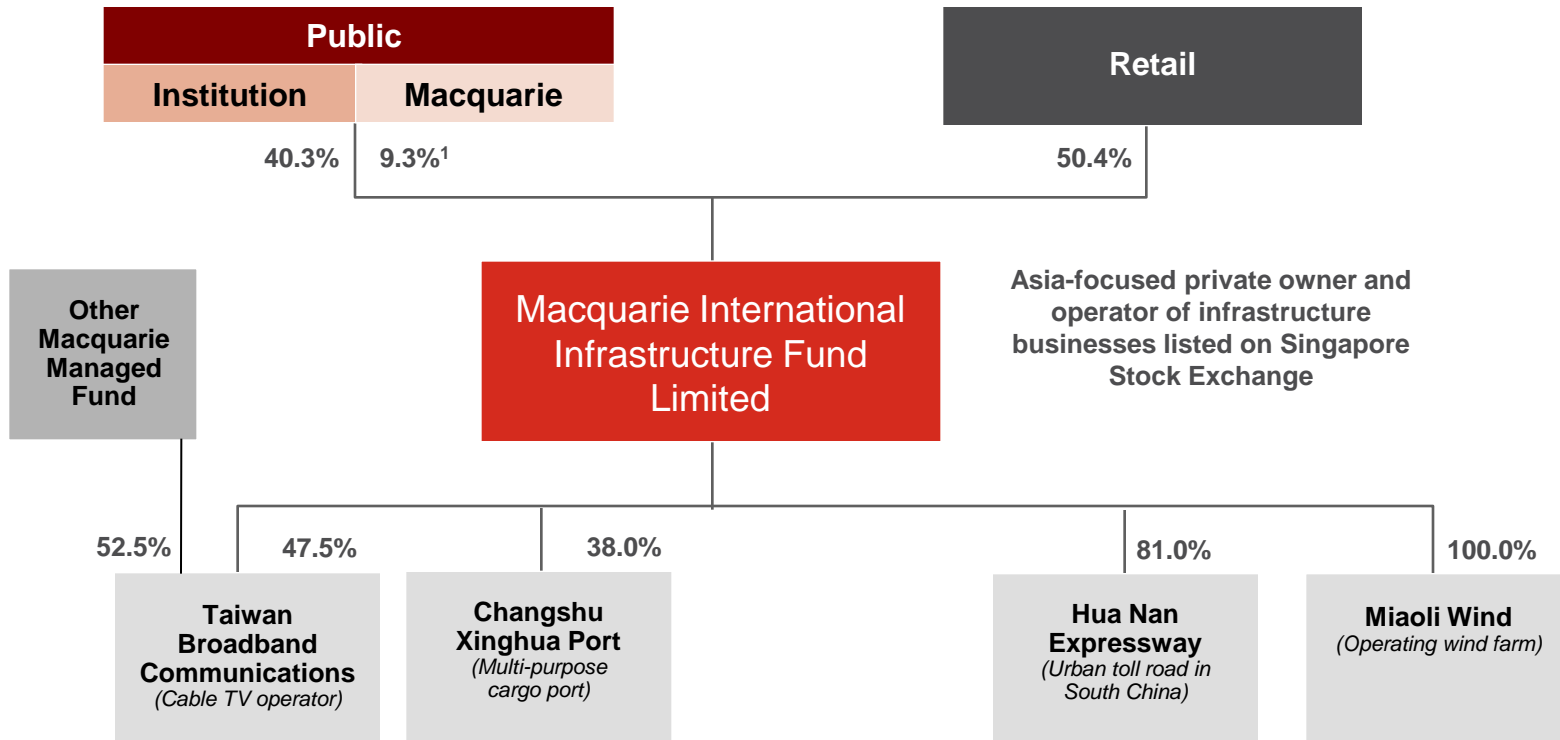 Public
Institution
Macquarie
Retail
40.3%
9.3%¹
50.4%
Other
Macquarie
Managed
Fund
Macquarie International
Infrastructure Fund
Limited
Asia-focused private owner and
operator of infrastructure
businesses listed on Singapore
Stock Exchange
52.5%
47.5%
38.0%
81.0%
100.0%
Taiwan
Broadband
Communications
(Cable TV operator)
Changshu
Xinghua Port
(Multi-purpose
cargo port)
Hua Nan
Expressway
(Urban toll road in
South China)
Miaoli Wind
(Operating wind farm)